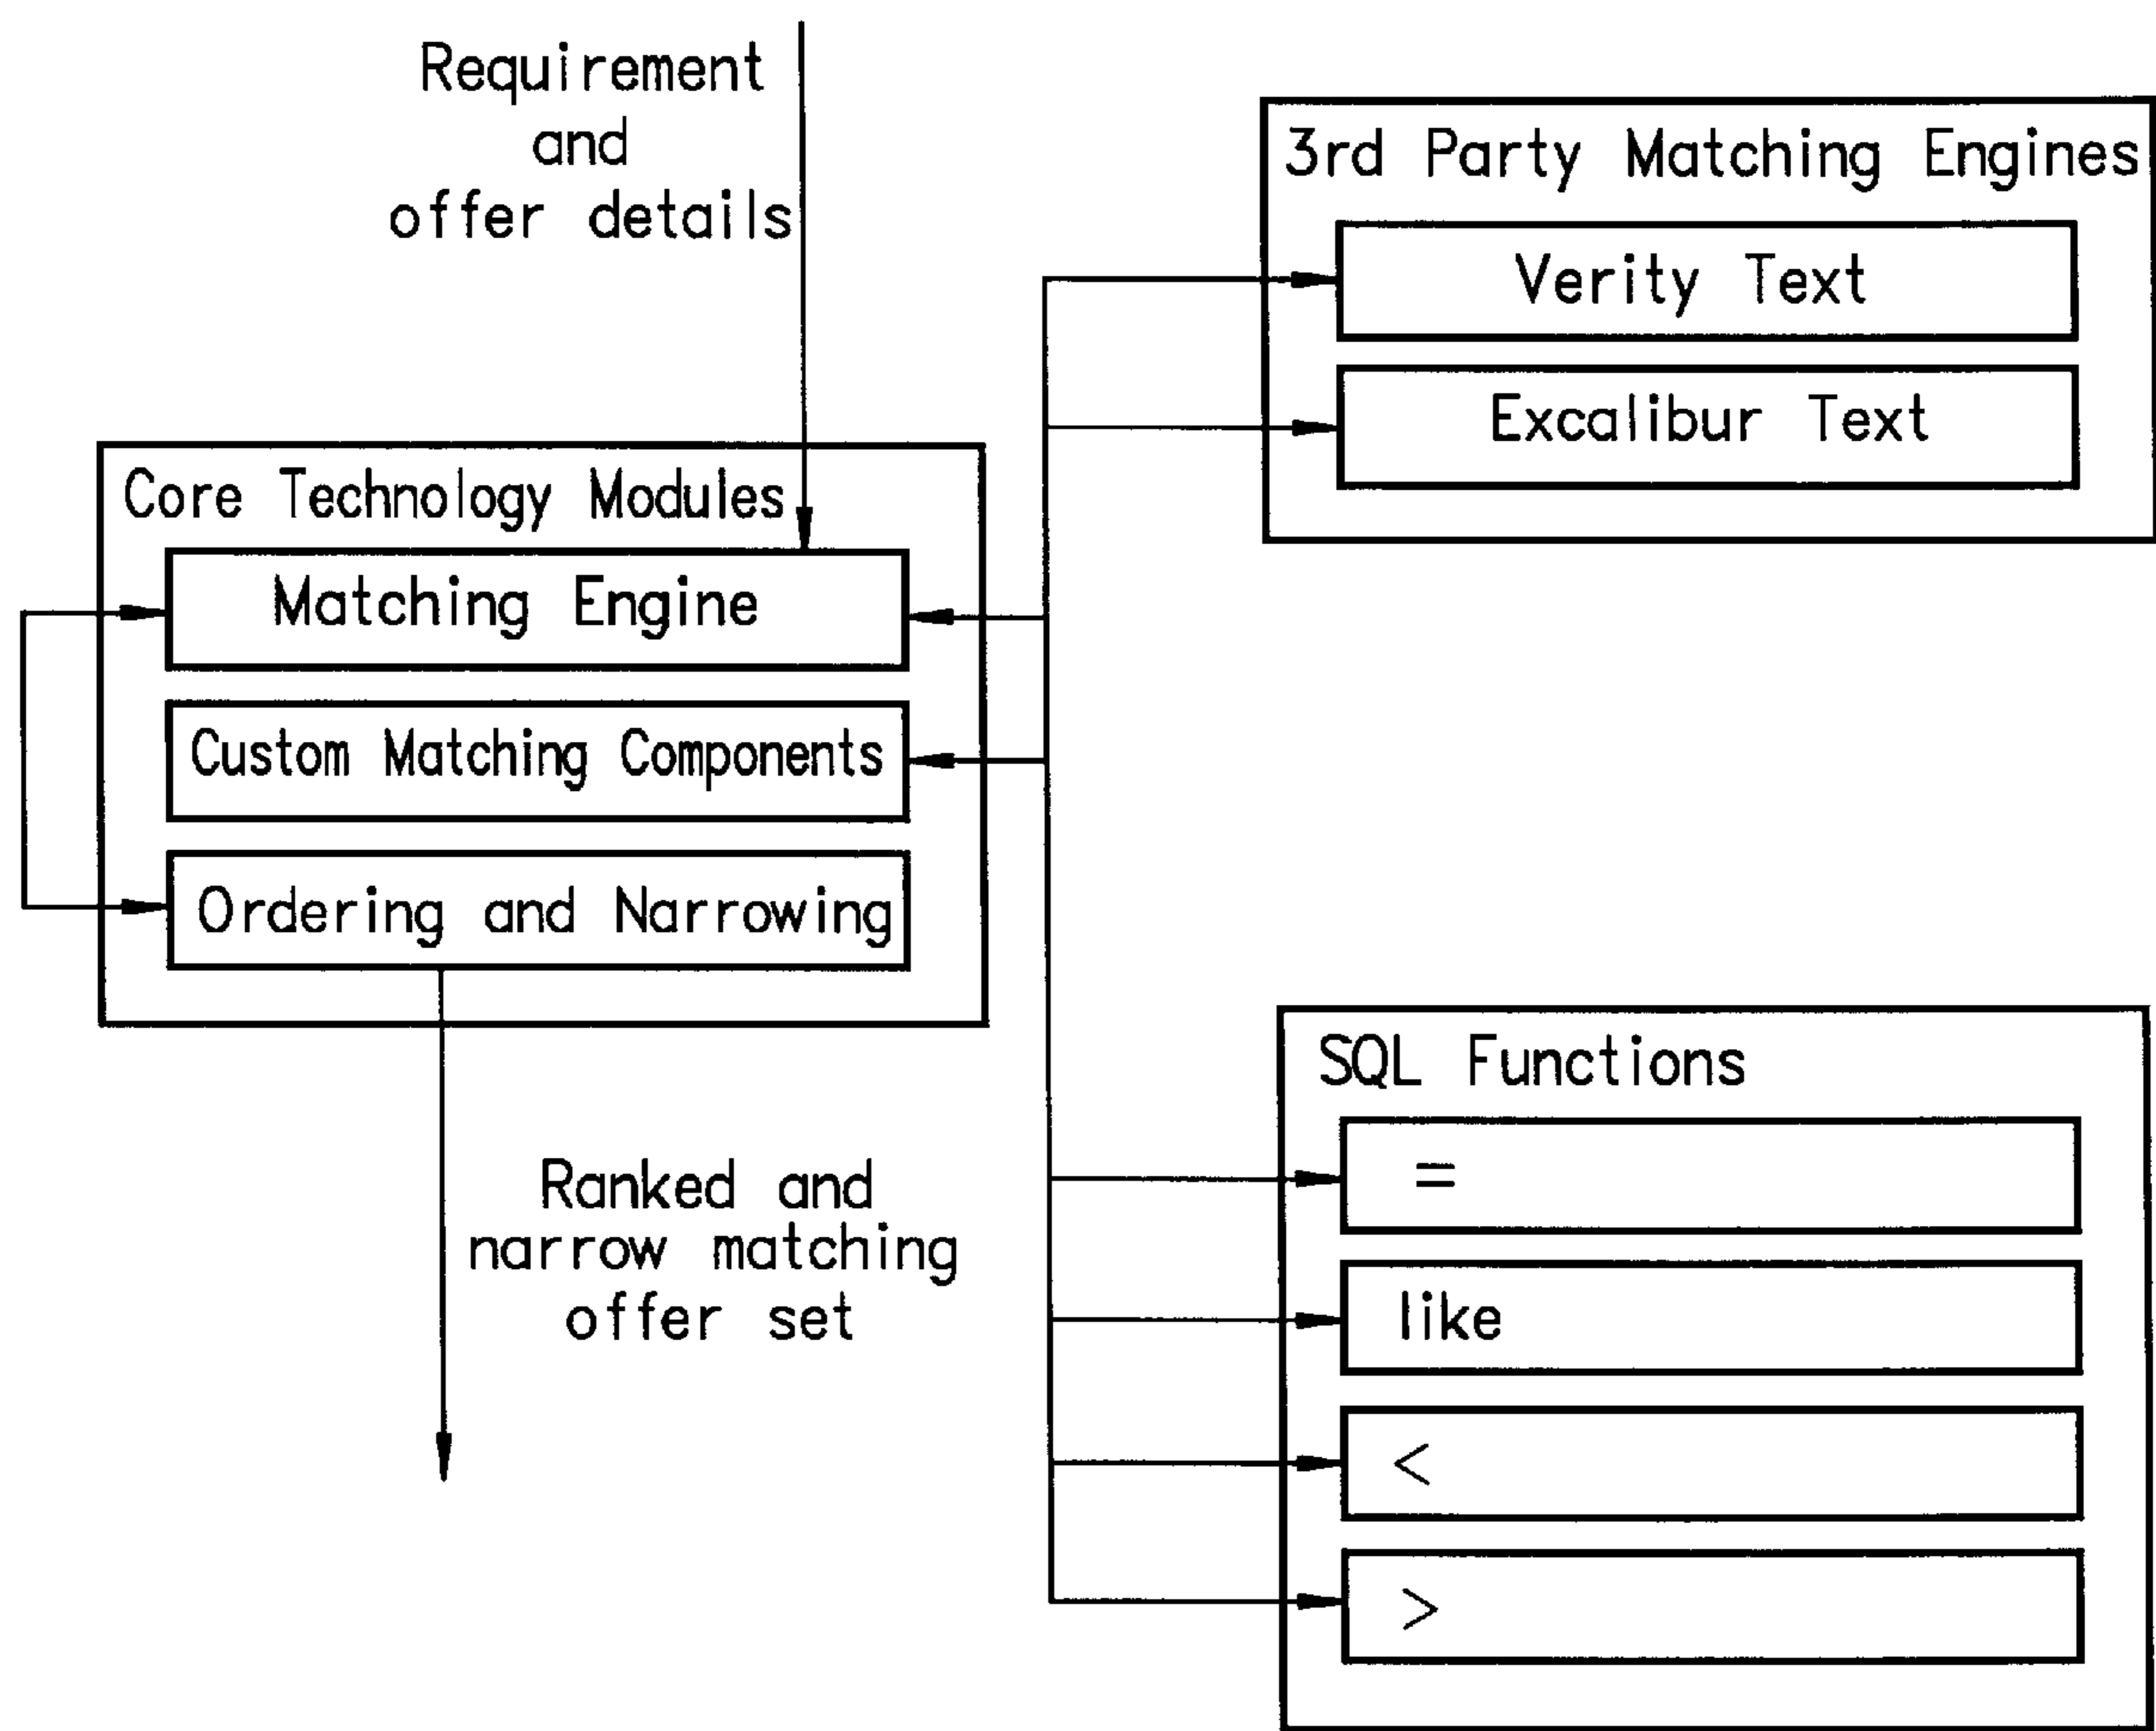 Requirement
and
offer details
3rd Party Matching Engines
Verity Text
Excalibur Text
Core Technology Modules
Matching Engine
Custom Matching Components
Ordering and Narrowing
Ranked and
narrow matching
offer set
SQL Functions
=
like
<
>